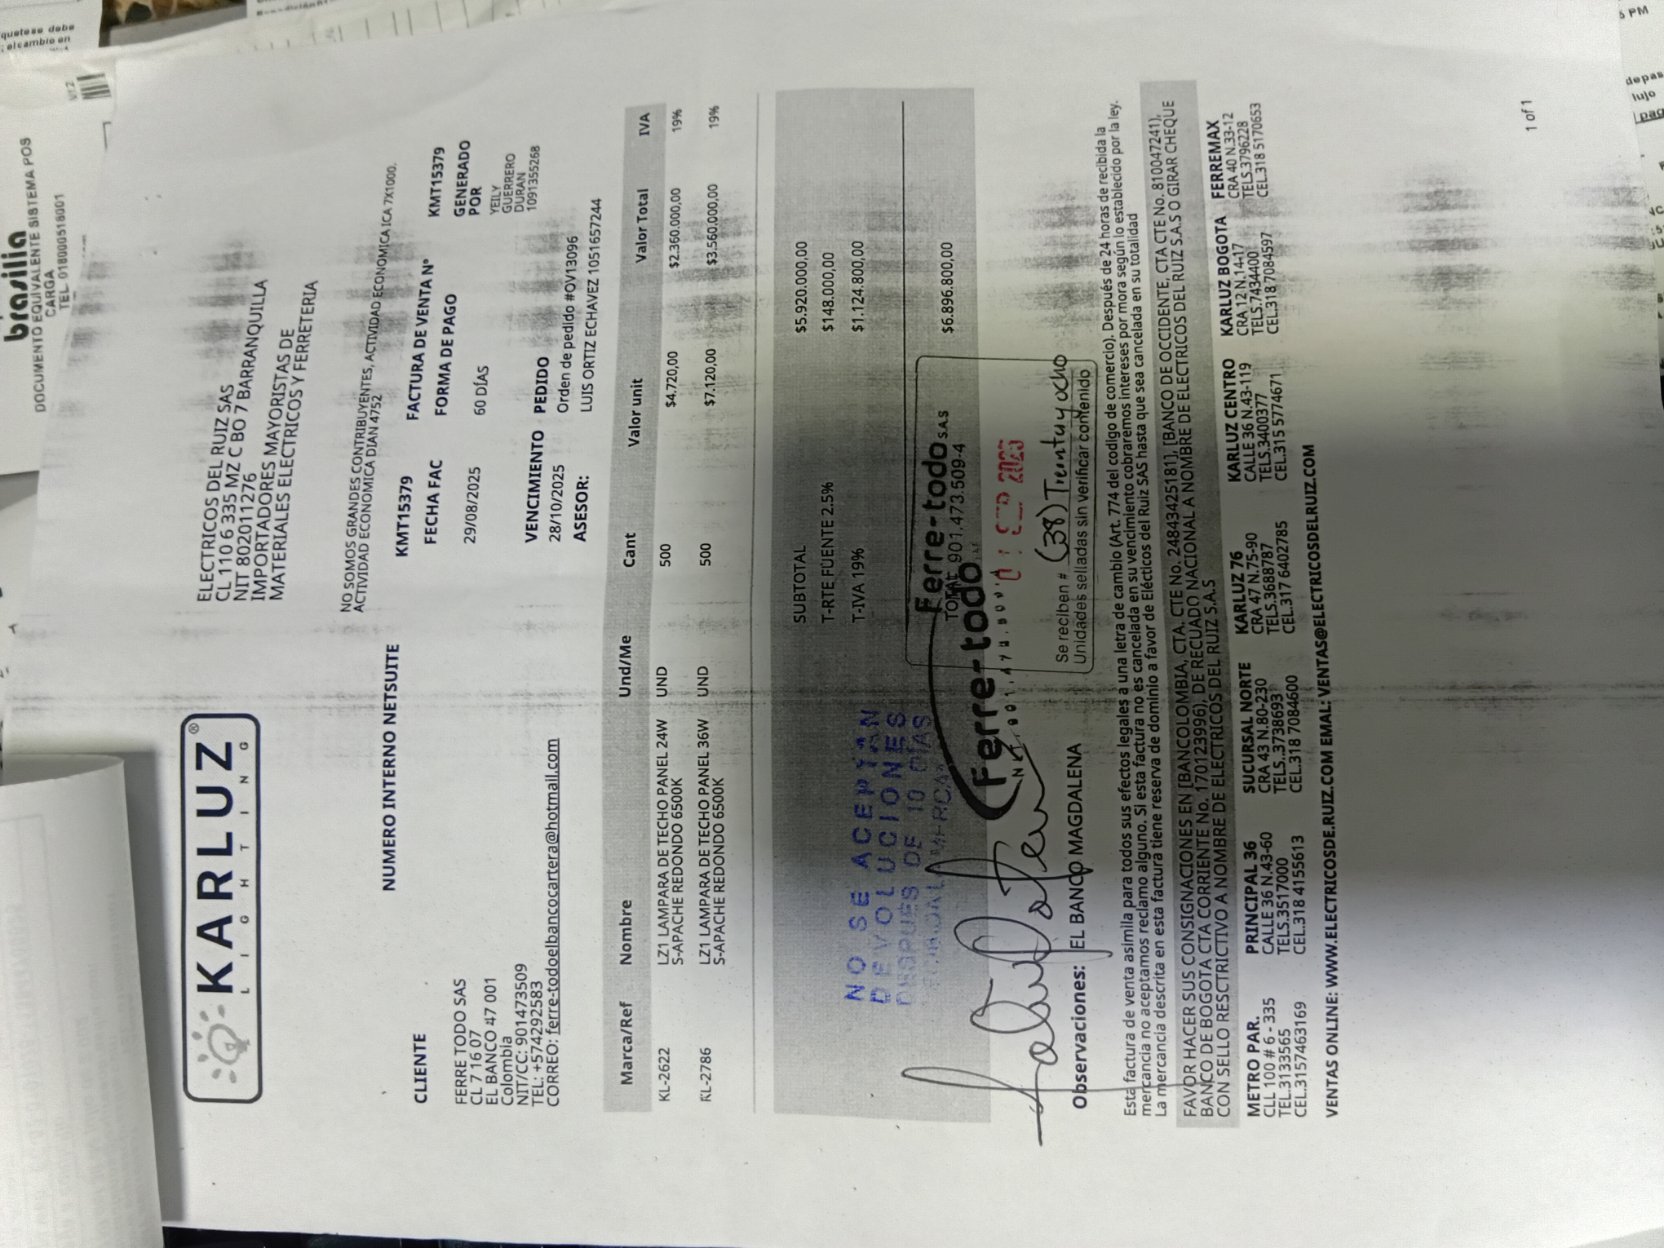 KARLUZ®
LIGHTING
ELECTRICOS DEL RUIZ SAS
CL 110 6 335 MZ C BO 7 BARRANQUILLA
NIT 802011276
IMPORTADORES MAYORISTAS DE
MATERIALES ELECTRICOS Y FERRETERIA
NO SOMOS GRANDES CONTRIBUYENTES, ACTIVIDAD ECONOMICA ICA 7X1000.
ACTIVIDAD ECONOMICA DIAN 4752
NUMERO INTERNO NETSUITE
KMT15379
FACTURA DE VENTA N°
KMT15379
CLIENTE
FERRE TODO SAS
CL 7 16 07
EL BANCO 47 001
Colombia
NIT/CC: 901473509
TEL: +574292583
CORREO: ferre-todoelbancocartera@hotmail.com
FECHA FAC
29/08/2025
FORMA DE PAGO
60 DÍAS
GENERADO
POR
YEILY
GUERRERO
DURAN
1091355268
VENCIMIENTO
28/10/2025
PEDIDO
Orden de pedido #OV13096
ASESOR:
LUIS ORTIZ ECHAVEZ 1051657244
Marca/Ref Nombre Und/Me Cant Valor unit Valor Total IVA
KL-2622 LZ1 LAMPARA DE TECHO PANEL 24W UND 500 $4.720,00 $2.360.000,00 19%
S-APACHE REDONDO 6500K
KL-2786 LZ1 LAMPARA DE TECHO PANEL 36W UND 500 $7.120,00 $3.560.000,00 19%
S-APACHE REDONDO 6500K
SUBTOTAL $5.920.000,00
T-RTE FUENTE 2.5% $148.000,00
T-IVA 19% $1.124.800,00
TOTAL $6.896.800,00
NO SE ACEPTAN
DEVOLUCIONES
DESPUÉS DE 10 DÍAS
Ferre-todo S.A.S
901.473.509-4
Ferre-todo
SEP 2025
Se reciben # (38) Treinta y ocho
Unidades selladas sin Verificar contenido
Observaciones: EL BANCO MAGDALENA
Esta factura de venta asimila para todos sus efectos legales a una letra de cambio (Art. 774 del codigo de comercio). Después de 24 horas de recibida la
mercancia no aceptamos reclamo alguno. Si esta factura no es cancelada en su vencimiento cobraremos intereses por mora según lo establecido por la ley.
La mercancia descrita en esta factura tiene reserva de dominio a favor de Elécticos del Ruiz SAS hasta que sea cancelada en su totalidad
FAVOR HACER SUS CONSIGNACIONES EN [BANCOLOMBIA, CTA. CTE No. 24843425181], [BANCO DE OCCIDENTE, CTA CTE No. 810047241],
BANCO DE BOGOTA CTA CORRIENTE No. 170123996), DE RECUADO NACIONAL A NOMBRE DE ELECTRICOS DEL RUIZ S.A.S O GIRAR CHEQUE
CON SELLO RESCTRICTIVO A NOMBRE DE ELECTRICOS DEL RUIZ S.A.S
METRO PAR.
CLL 100 # 6 - 335
TEL.3133565
CEL.3157463169
PRINCIPAL 36
CALLE 36 N.43-60
TELS.3517000
CEL.318 4155613
SUCURSAL NORTE
CRA 43 N.80-230
TELS.3738693
CEL.318 7084600
KARLUZ 76
CRA 47 N.75-90
TELS.3688787
CEL.317 6402785
KARLUZ CENTRO
CALLE 36 N.43-119
TELS.3400377
CEL.315 5774671
KARLUZ BOGOTA
CRA 12 N.14-17
TELS.7434400
CEL.318 7084597
FERREMAX
CRA 40 N.33-12
TELS.3796228
CEL.318 5170653
VENTAS ONLINE: WWW.ELECTRICOSDE.RUIZ.COM EMAL: VENTAS@ELECTRICOSDELRUIZ.COM
1 of 1
brasilia
DOCUMENTO EQUIVALENTE SISTEMA POS
CARGA
TEL. 018000518001